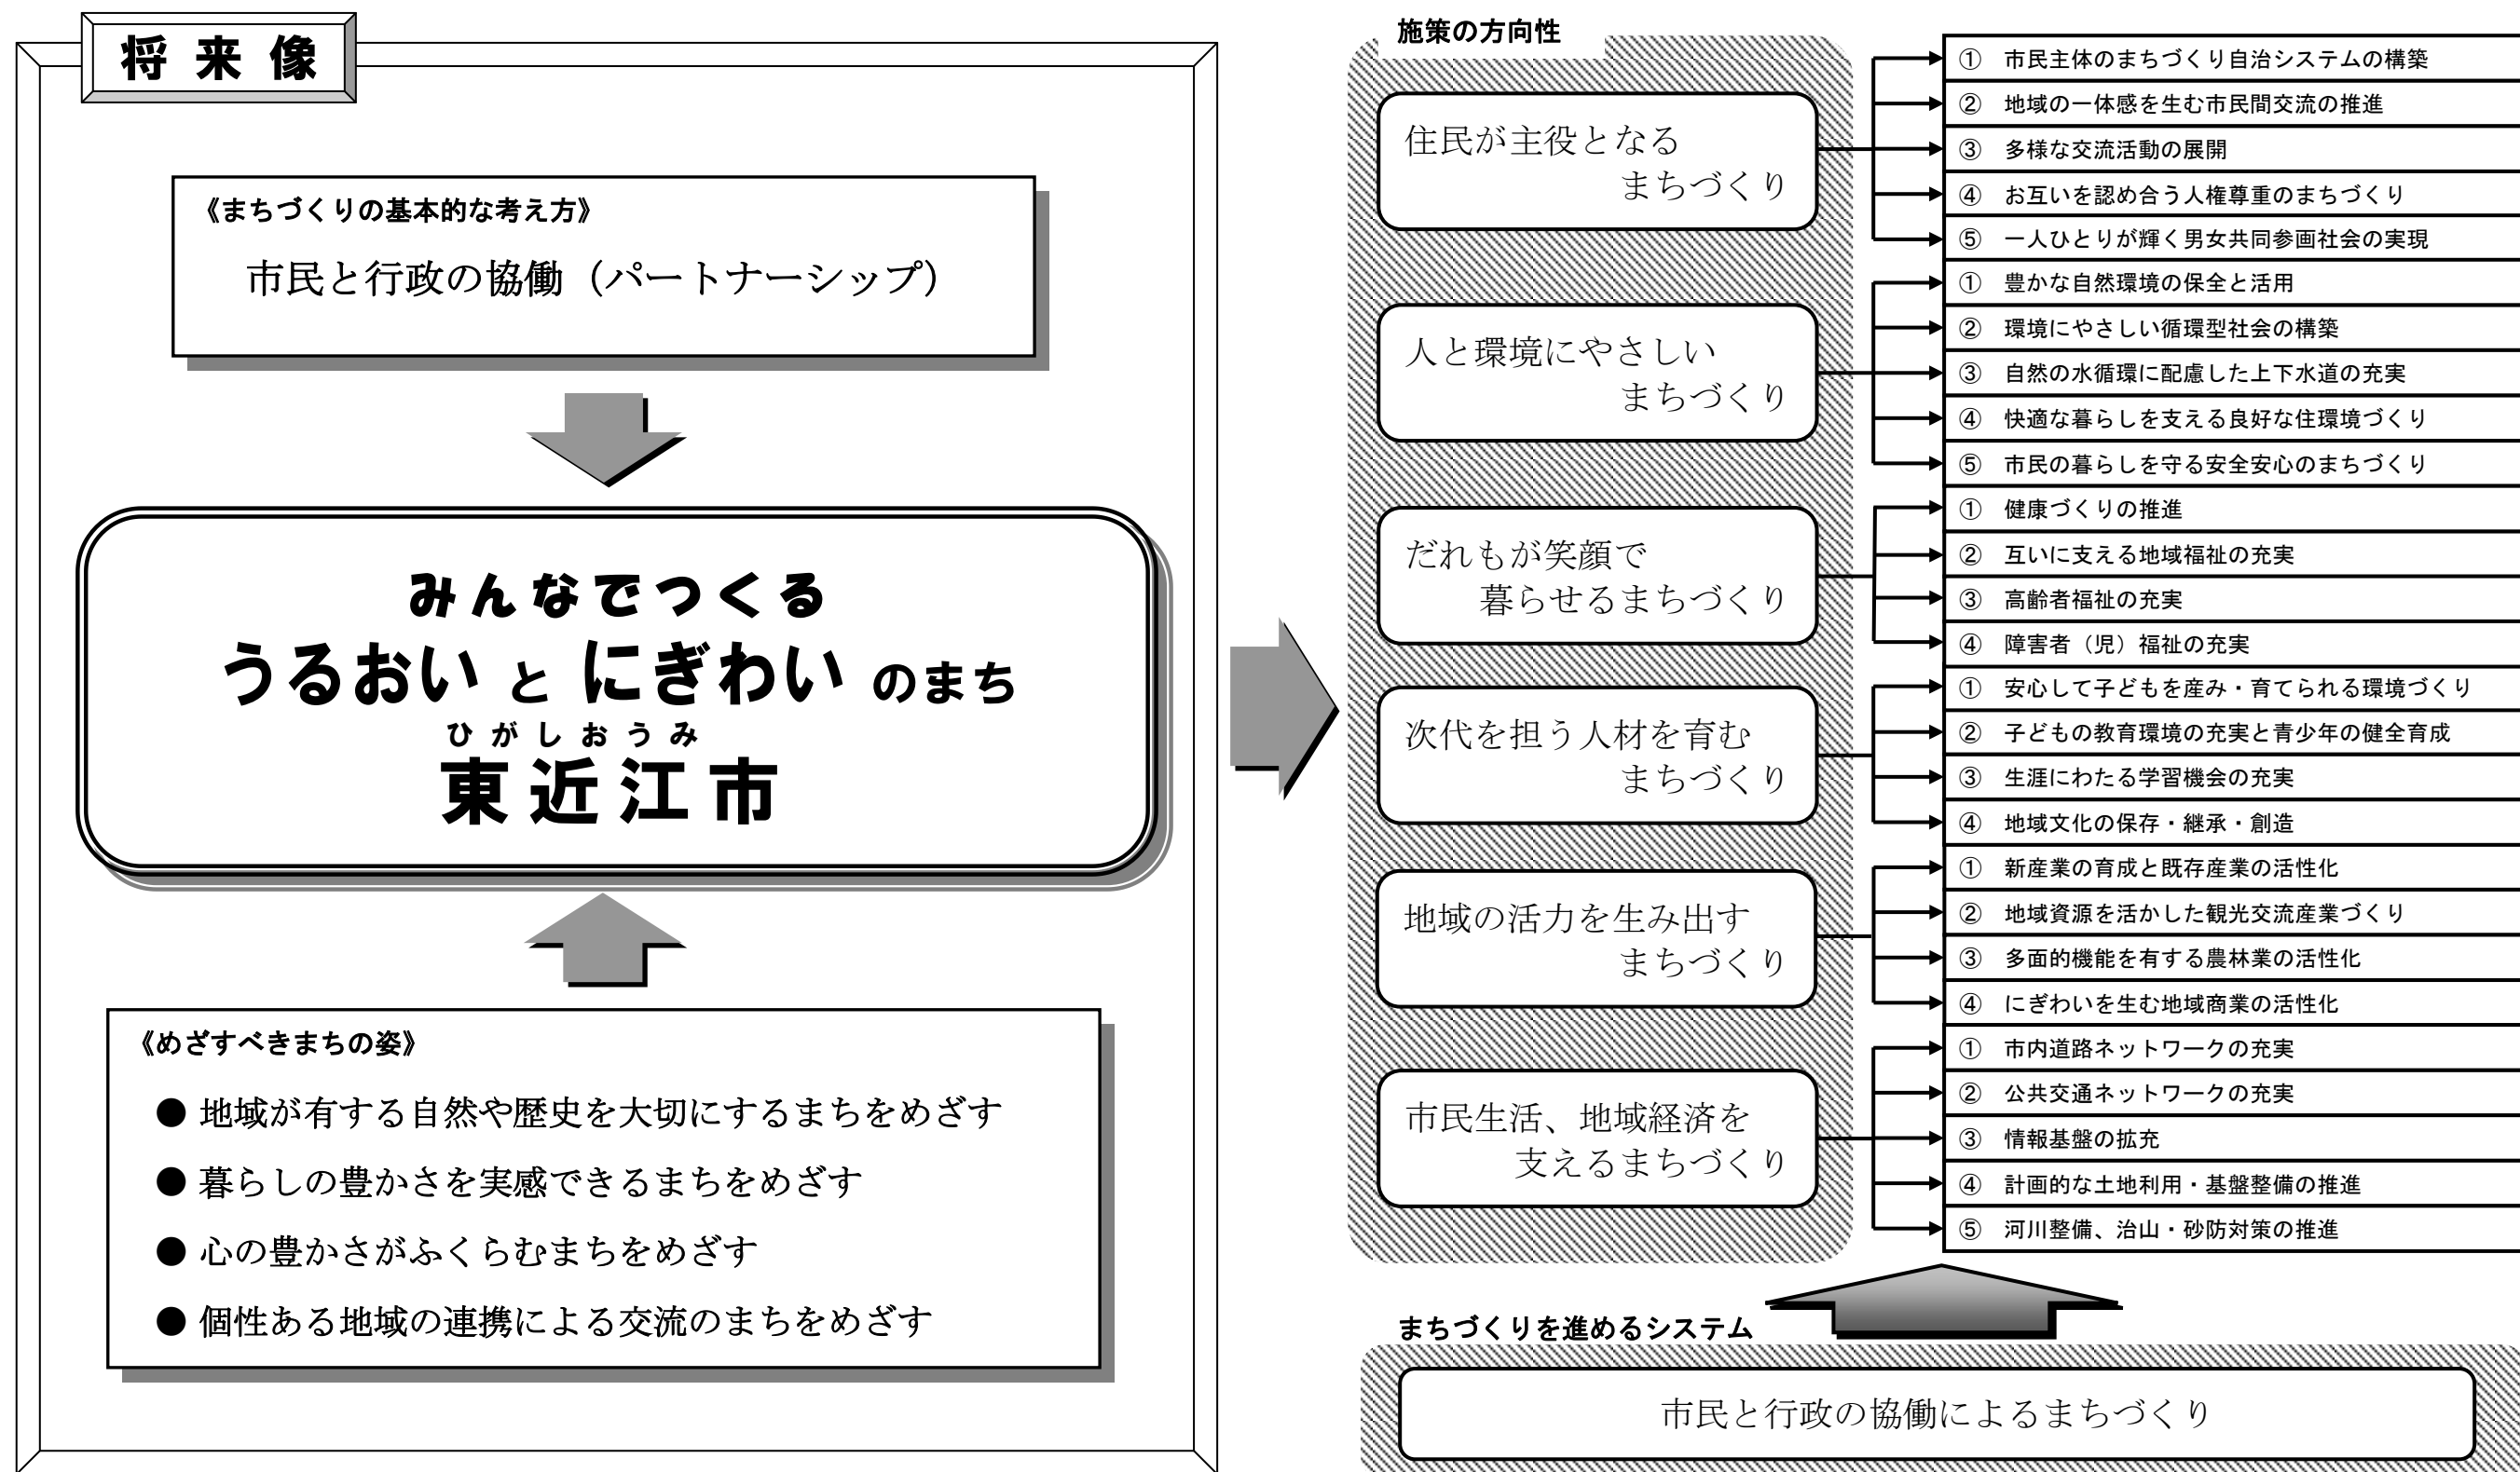 将来像
《まちづくりの基本的な考え方》
市民と行政の協働（パートナーシップ）
みんなでつくる
うるおい と にぎわい のまち
ひがしおうみ
東近江市
《めざすべきまちの姿》
● 地域が有する自然や歴史を大切にするまちをめざす
● 暮らしの豊かさを実感できるまちをめざす
● 心の豊かさがふくらむまちをめざす
● 個性ある地域の連携による交流のまちをめざす
施策の方向性
住民が主役となる
まちづくり
① 市民主体のまちづくり自治システムの構築
② 地域の一体感を生む市民間交流の推進
③ 多様な交流活動の展開
④ お互いを認め合う人権尊重のまちづくり
⑤ 一人ひとりが輝く男女共同参画社会の実現
人と環境にやさしい
まちづくり
① 豊かな自然環境の保全と活用
② 環境にやさしい循環型社会の構築
③ 自然の水循環に配慮した上下水道の充実
④ 快適な暮らしを支える良好な住環境づくり
⑤ 市民の暮らしを守る安全安心のまちづくり
だれもが笑顔で
暮らせるまちづくり
① 健康づくりの推進
② 互いに支える地域福祉の充実
③ 高齢者福祉の充実
④ 障害者（児）福祉の充実
次代を担う人材を育む
まちづくり
① 安心して子どもを産み・育てられる環境づくり
② 子どもの教育環境の充実と青少年の健全育成
③ 生涯にわたる学習機会の充実
④ 地域文化の保存・継承・創造
地域の活力を生み出す
まちづくり
① 新産業の育成と既存産業の活性化
② 地域資源を活かした観光交流産業づくり
③ 多面的機能を有する農林業の活性化
④ にぎわいを生む地域商業の活性化
市民生活、地域経済を
支えるまちづくり
① 市内道路ネットワークの充実
② 公共交通ネットワークの充実
③ 情報基盤の拡充
④ 計画的な土地利用・基盤整備の推進
⑤ 河川整備、治山・砂防対策の推進
まちづくりを進めるシステム
市民と行政の協働によるまちづくり